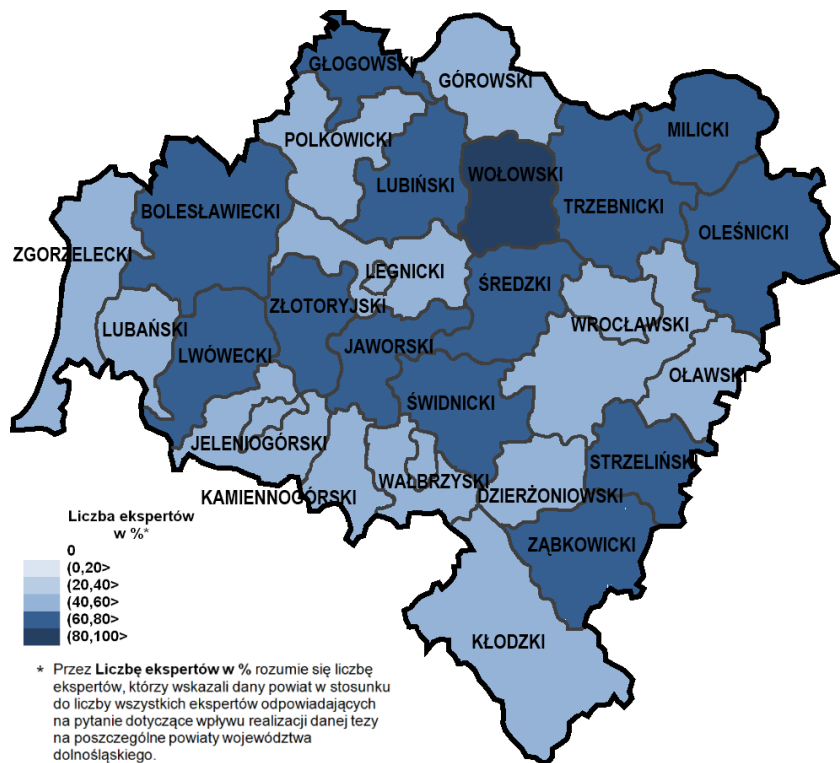 GŁOGOWSKI
GÓROWSKI
MILICKI
POLKOWICKI
LUBIŃSKI
WOŁOWSKI
TRZEBNICKI
BOLESŁAWIECKI
OLEŚNICKI
ZGORZELECKI
LEGNICKI
ŚREDZKI
ZŁOTORYJSKI
WROCŁAWSKI
LUBAŃSKI
LWÓWECKI
JAWORSKI
OŁAWSKI
ŚWIDNICKI
JELENIOGÓRSKI
STRZELIŃSKI
KAMIENNOGÓRSKI
WAŁBRZYSKI
DZIERŻONIOWSKI
ZĄBKOWICKI
KŁODZKI
Liczba ekspertów
w %*
0
(0,20>
(20,40>
(40,60>
(60,80>
(80,100>
* Przez Liczbę ekspertów w % rozumie się liczbę
ekspertów, którzy wskazali dany powiat w stosunku
do liczby wszystkich ekspertów odpowiadających
na pytanie dotyczące wpływu realizacji danej tezy
na poszczególne powiaty województwa
dolnośląskiego.